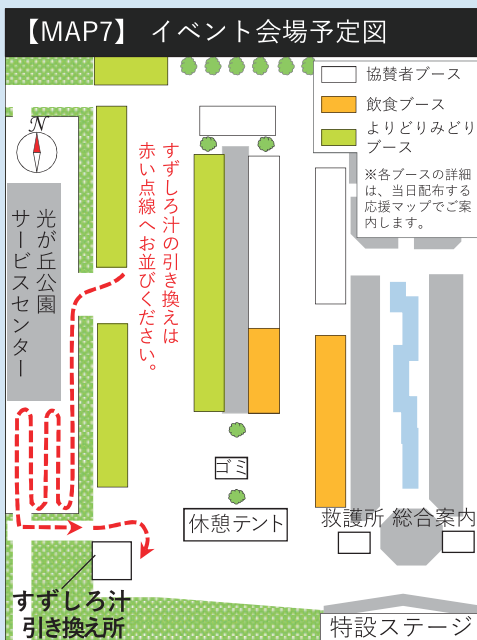 【MAP7】 イベント会場予定図
協賛者ブース
飲食ブース
よりどりみどり
ブース
※各ブースの詳細
は、当日配布する
応援マップでご案
内します。
N
すずしろ汁の引き換えは
赤い点線へお並びください。
光が丘公園
サービスセンター
ゴミ
休憩テント
救護所
総合案内
すずしろ汁
引き換え所
特設ステージ